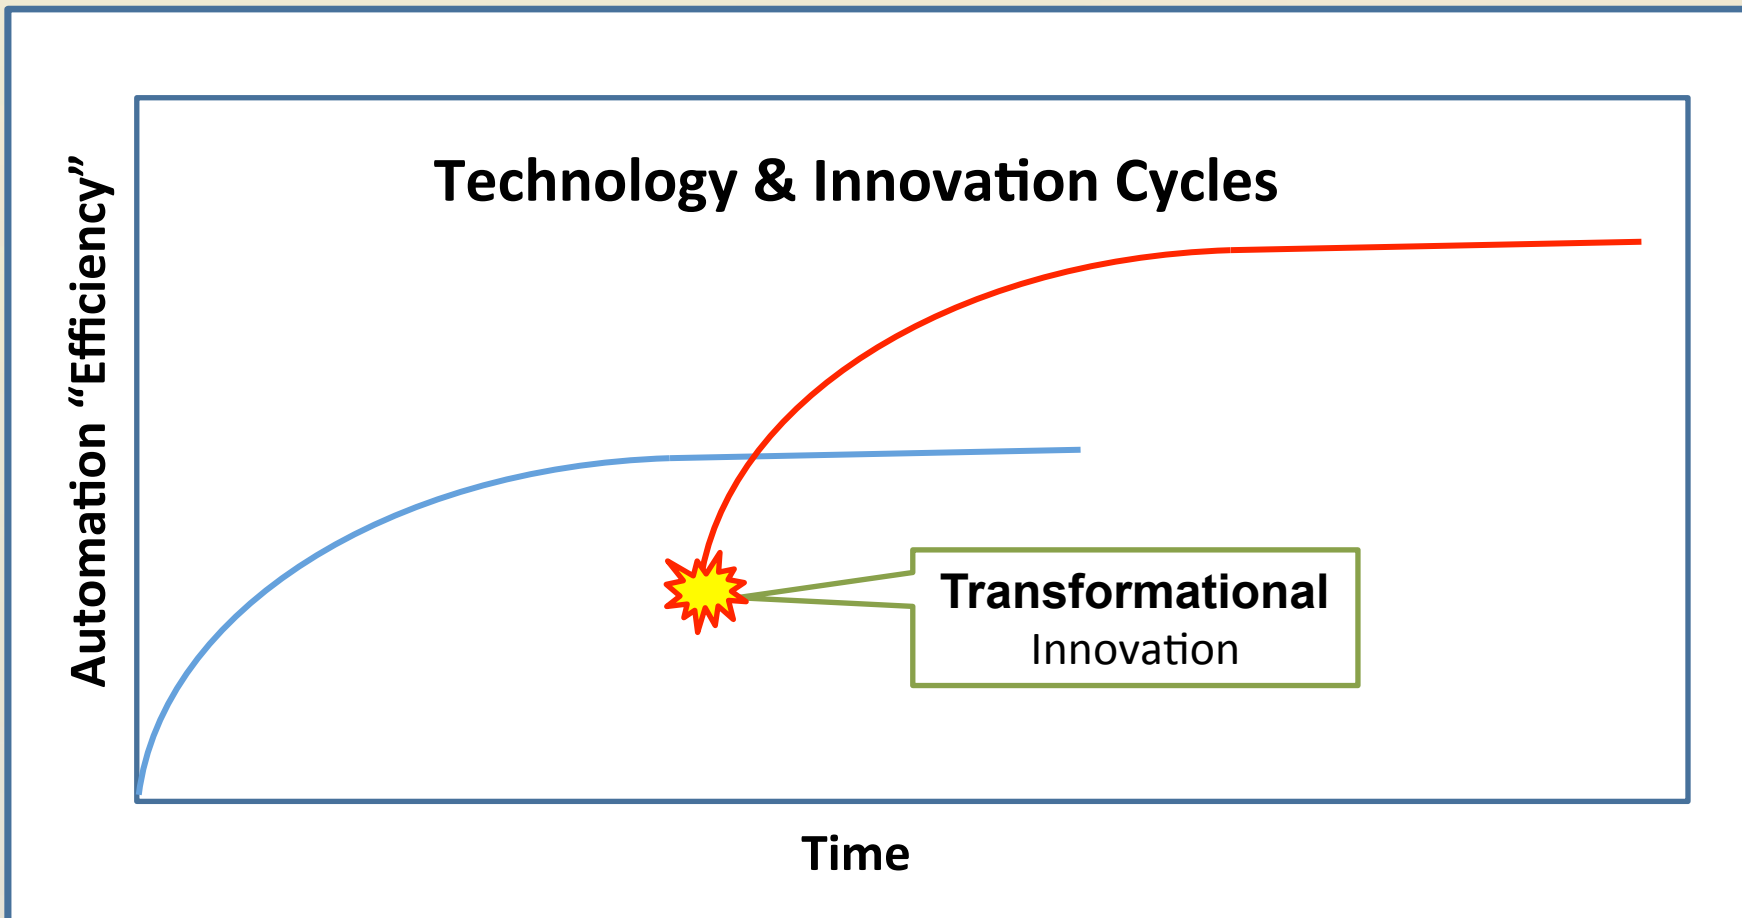 Technology & Innovation Cycles
Automation “Efficiency”
Transformational
Innovation
Time